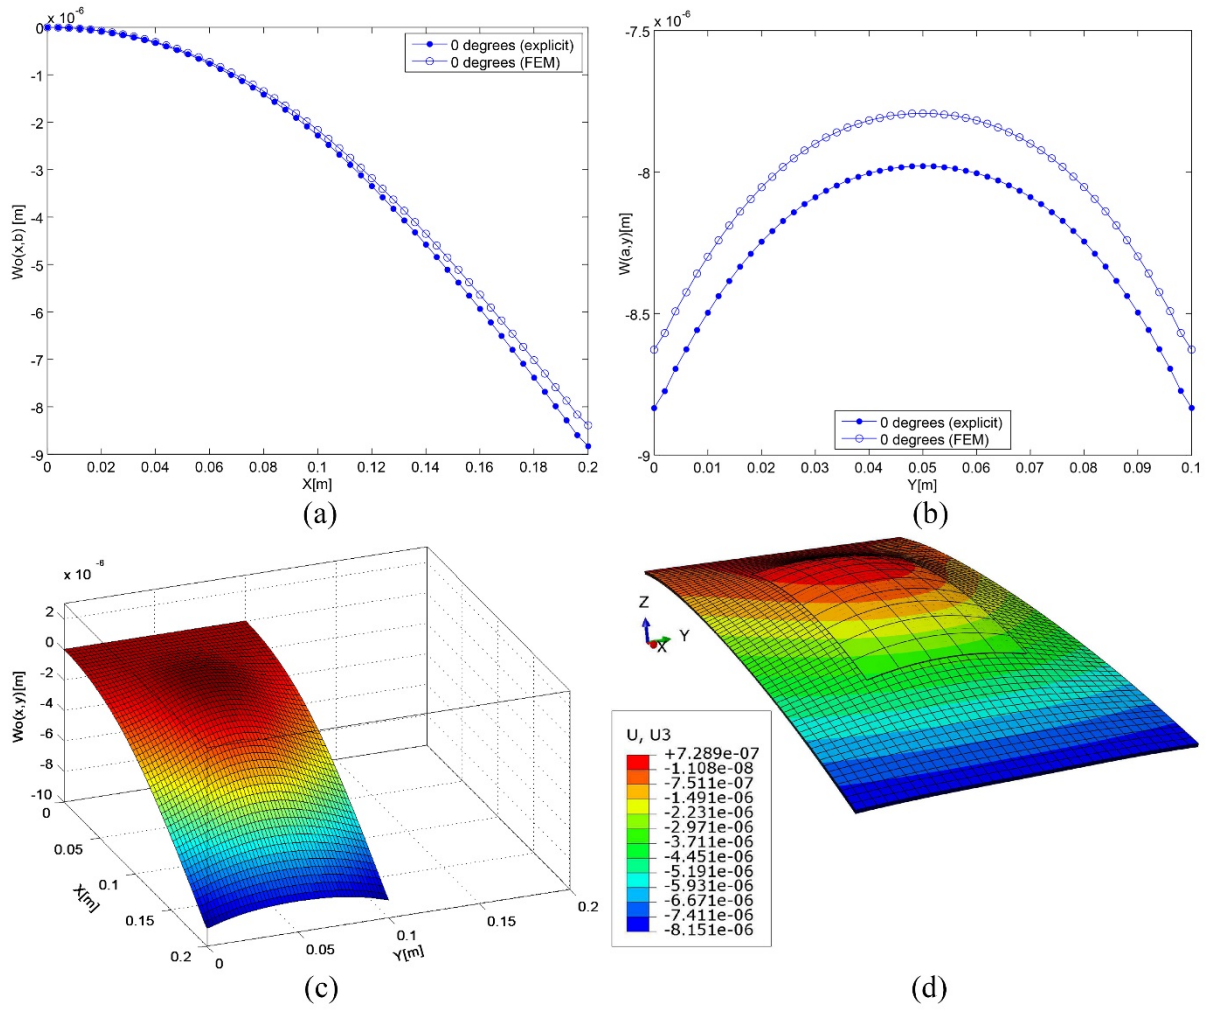 x 10⁻⁶
0
-1
-2
-3
-4
-5
-6
-7
-8
-9
Wo(x,b) [m]
0 degrees (explicit)
0 degrees (FEM)
0 0.02 0.04 0.06 0.08 0.1 0.12 0.14 0.16 0.18 0.2
X[m]
(a)
x 10⁻⁶
-7.5
-8
-8.5
-9
W(a,y)[m]
0 degrees (explicit)
0 degrees (FEM)
0 0.01 0.02 0.03 0.04 0.05 0.06 0.07 0.08 0.09 0.1
Y[m]
(b)
x 10⁻⁶
2
0
-2
-4
-6
-8
-10
Wo(x,y)[m]
0
0.05
0.1
0.15
0.2
X[m]
0
0.05
0.1
0.15
0.2
Y[m]
(c)
Z
Y
X
U, U3
+7.289e-07
-1.108e-08
-7.511e-07
-1.491e-06
-2.231e-06
-2.971e-06
-3.711e-06
-4.451e-06
-5.191e-06
-5.931e-06
-6.671e-06
-7.411e-06
-8.151e-06
(d)